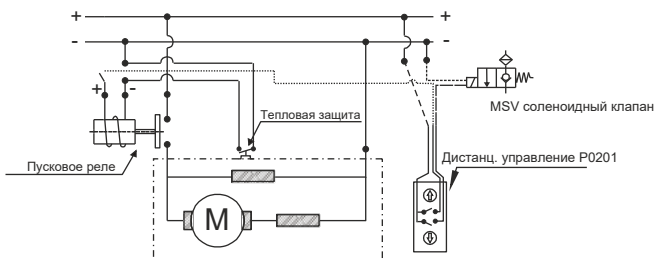 + +
- -
+ -
MSV соленоидный клапан
Тепловая защита
Дистанц. управление P0201
Пусковое реле
M